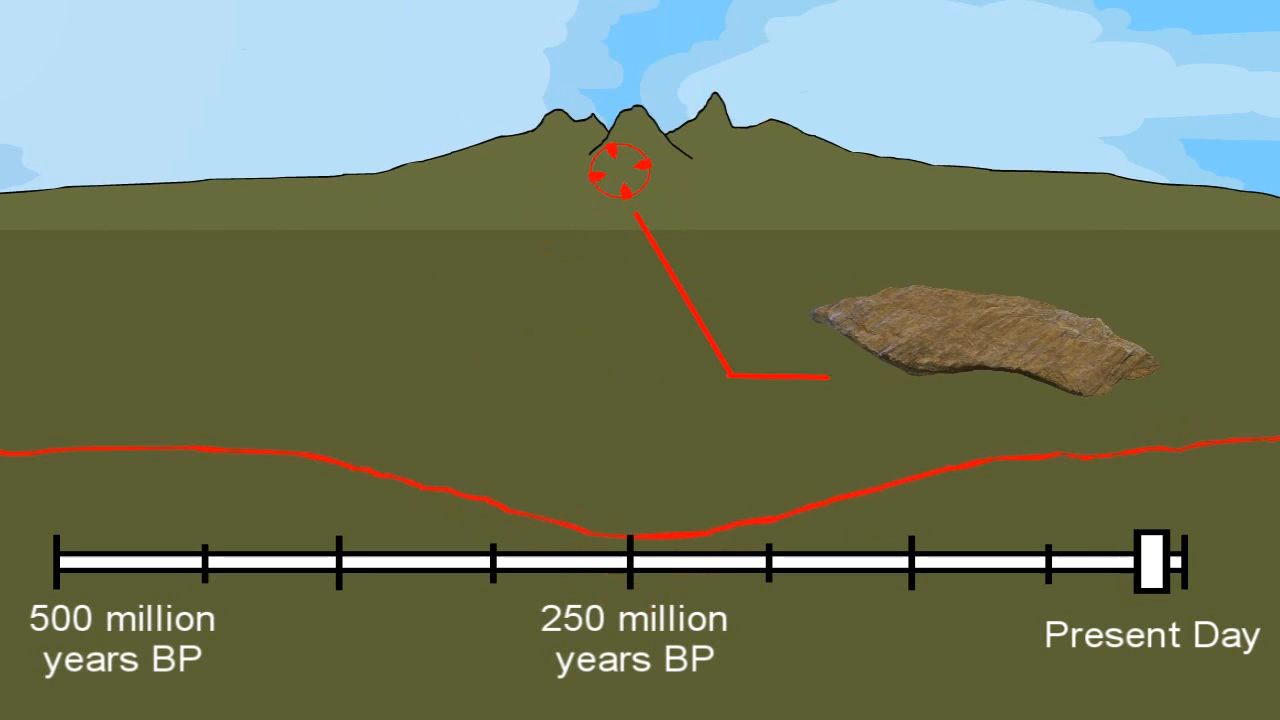 500 million
years BP
250 million
years BP
Present Day